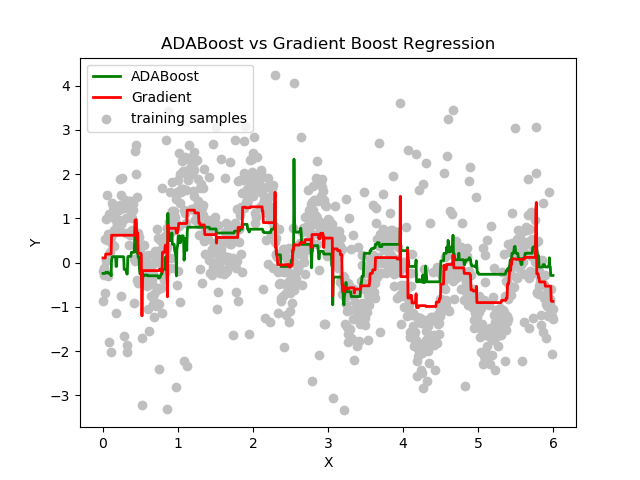 ADABoost vs Gradient Boost Regression
ADABoost
Gradient
training samples
Y
4
3
2
1
0
−1
−2
−3
0 1 2 3 4 5 6
X